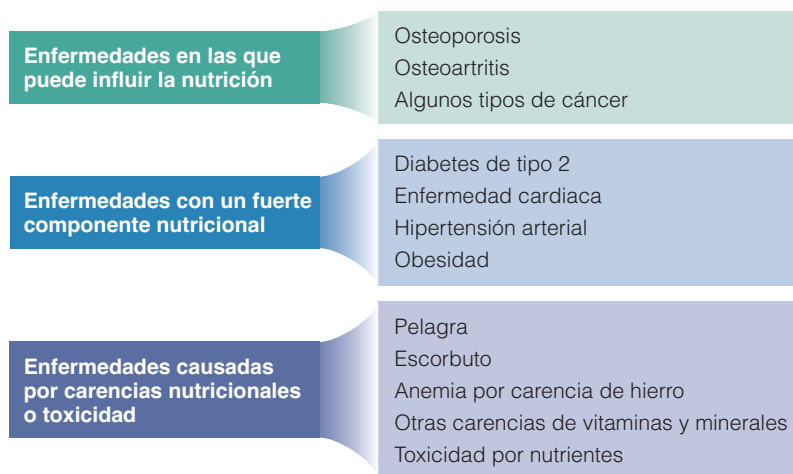 Enfermedades en las que
puede influir la nutrición
Osteoporosis
Osteoartritis
Algunos tipos de cáncer
Enfermedades con un fuerte
componente nutricional
Diabetes de tipo 2
Enfermedad cardiaca
Hipertensión arterial
Obesidad
Enfermedades causadas
por carencias nutricionales
o toxicidad
Pelagra
Escorbuto
Anemia por carencia de hierro
Otras carencias de vitaminas y minerales
Toxicidad por nutrientes